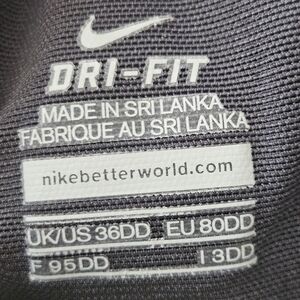 DRI-FIT
MADE IN SRI LANKA
FABRIQUE AU SRI LANKA
nikebetterworld.com
UK/US 36DD EU 80DD
F 95DD I 3DD